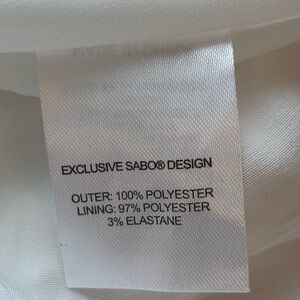 EXCLUSIVE SABO® DESIGN
OUTER: 100% POLYESTER
LINING: 97% POLYESTER
3% ELASTANE